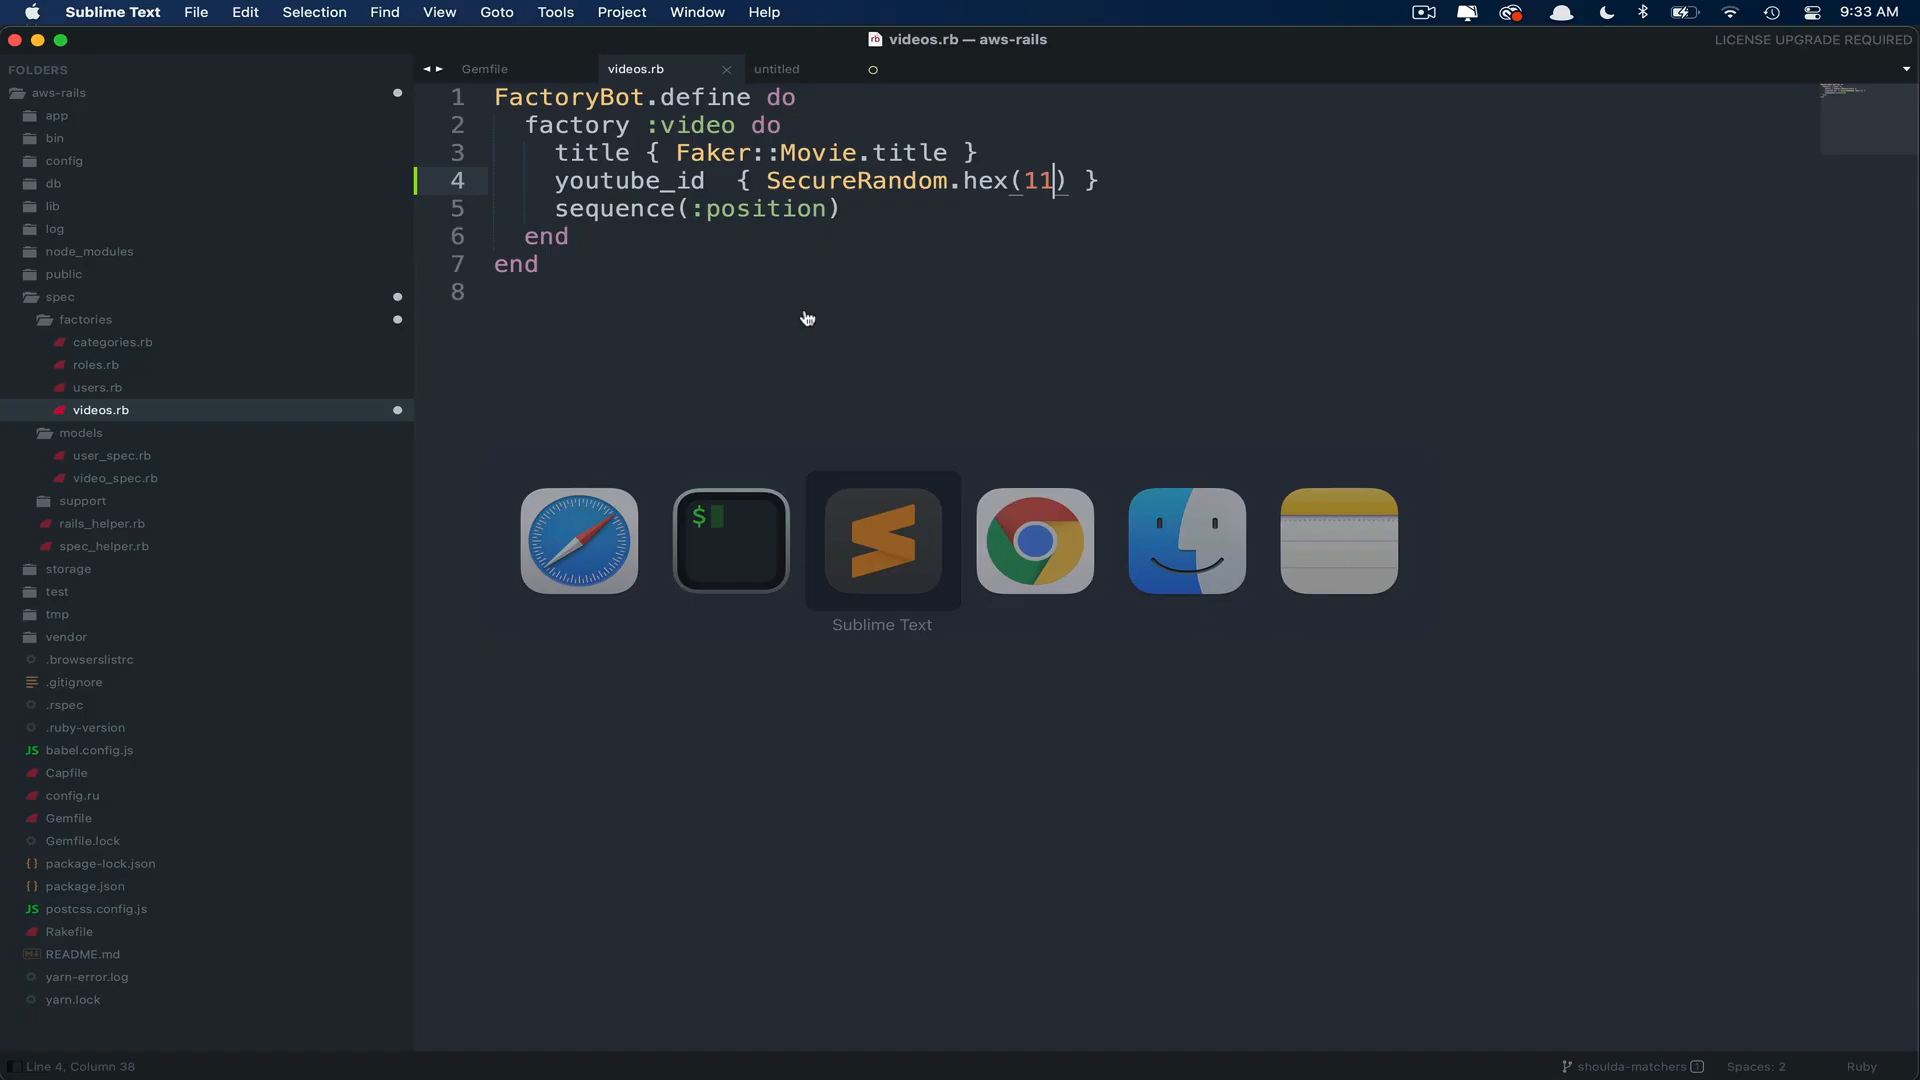 Sublime Text File Edit Selection Find View Goto Tools Project Window Help 9:33 AM
videos.rb — aws-rails
LICENSE UPGRADE REQUIRED
FOLDERS
aws-rails
app
bin
config
db
lib
log
node_modules
public
spec
factories
categories.rb
roles.rb
users.rb
videos.rb
models
user_spec.rb
video_spec.rb
support
rails_helper.rb
spec_helper.rb
storage
test
tmp
vendor
.browserslistrc
.gitignore
.rspec
.ruby-version
JS babel.config.js
Capfile
config.ru
Gemfile
Gemfile.lock
{ } package-lock.json
{ } package.json
JS postcss.config.js
Rakefile
README.md
yarn-error.log
yarn.lock
Gemfile videos.rb untitled
1 FactoryBot.define do
2 factory :video do
3 title { Faker::Movie.title }
4 youtube_id  { SecureRandom.hex(11) }
5 sequence(:position)
6 end
7 end
8
$
Sublime Text
Line 4, Column 38
shoulda-matchers 1 Spaces: 2 Ruby